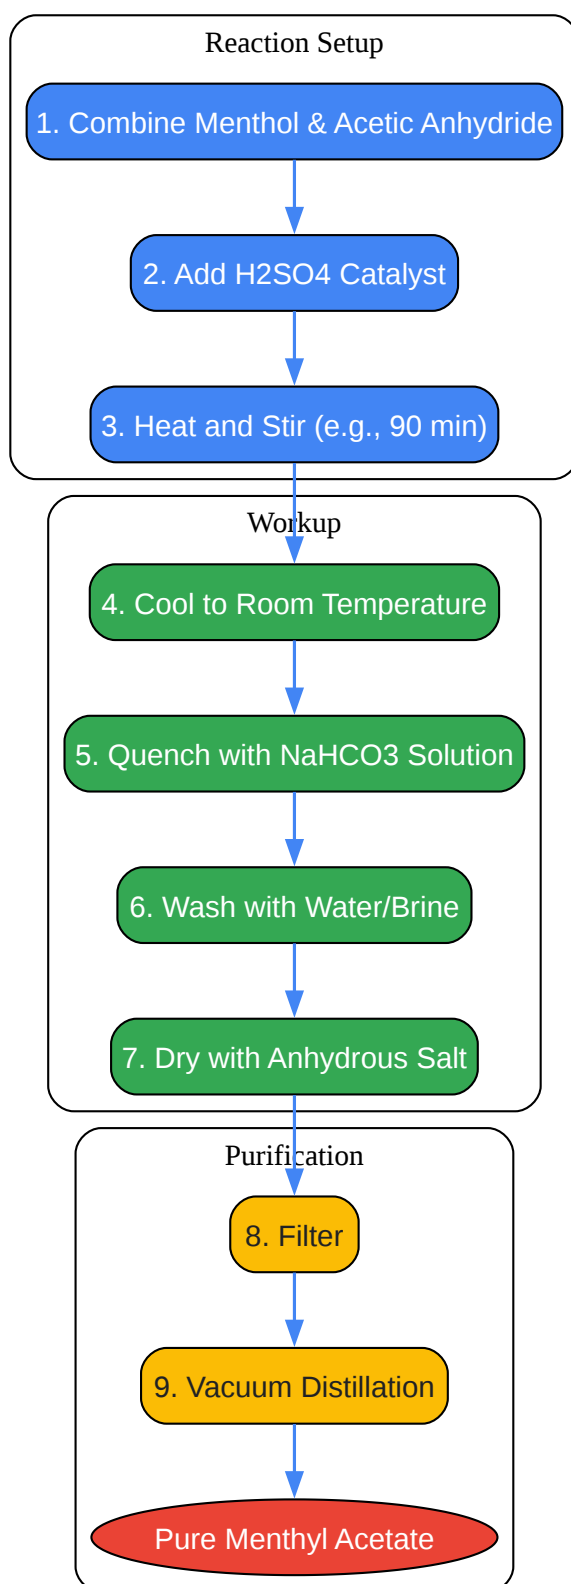 Reaction Setup
1. Combine Menthol & Acetic Anhydride
2. Add H2SO4 Catalyst
3. Heat and Stir (e.g., 90 min)
Workup
4. Cool to Room Temperature
5. Quench with NaHCO3 Solution
6. Wash with Water/Brine
7. Dry with Anhydrous Salt
Purification
8. Filter
9. Vacuum Distillation
Pure Menthyl Acetate